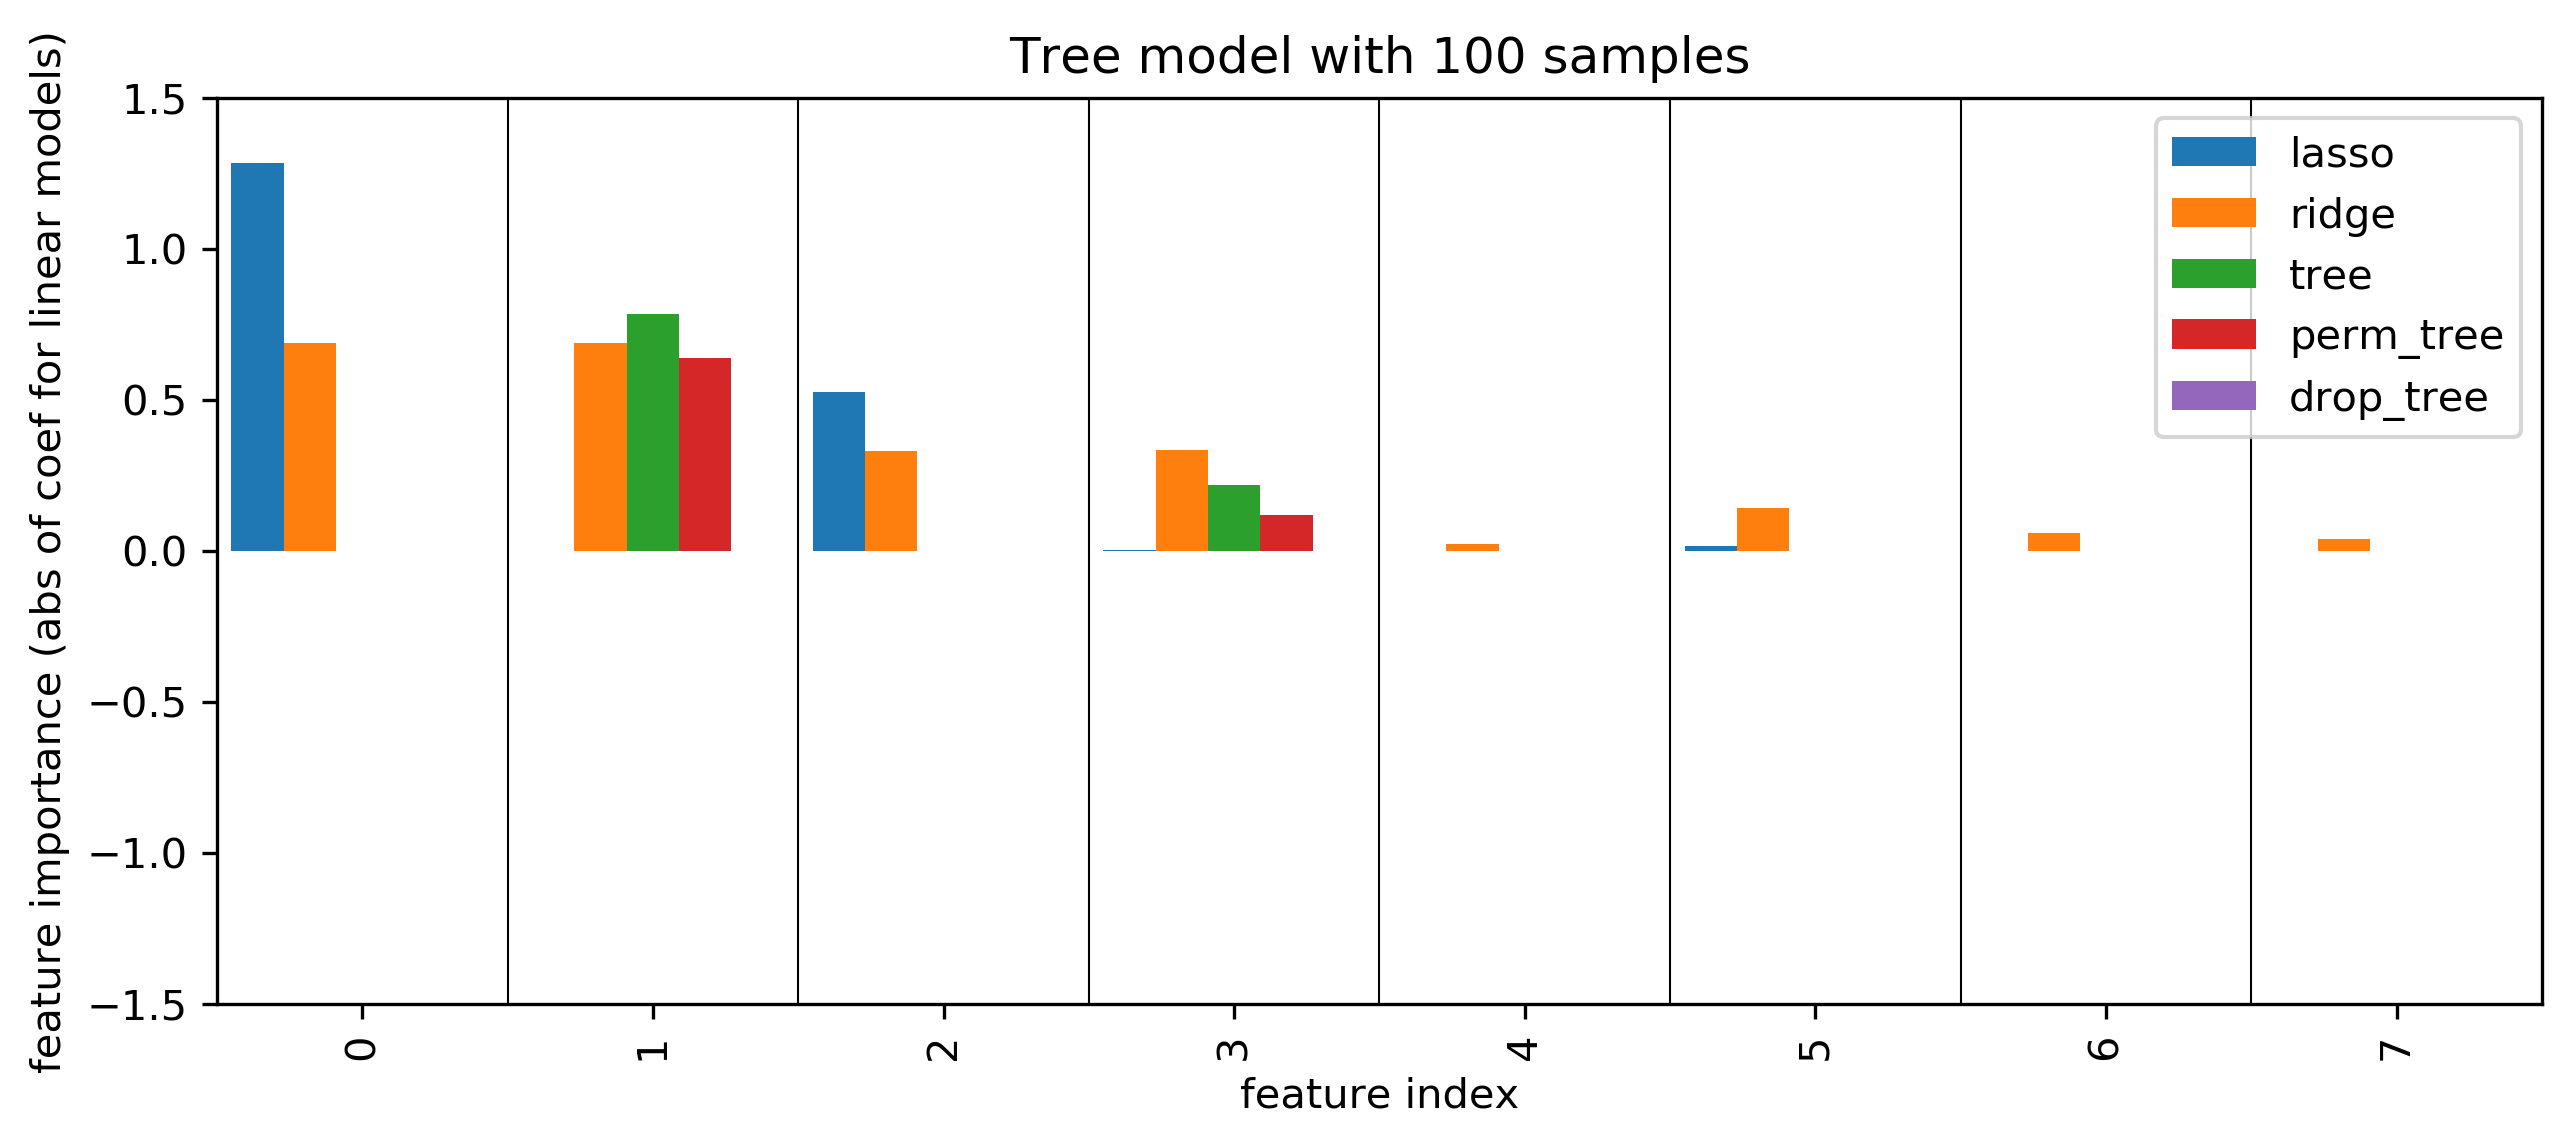 Tree model with 100 samples
feature importance (abs of coef for linear models)
1.5
1.0
0.5
0.0
−0.5
−1.0
−1.5
lasso
ridge
tree
perm_tree
drop_tree
0 1 2 3 4 5 6 7
feature index